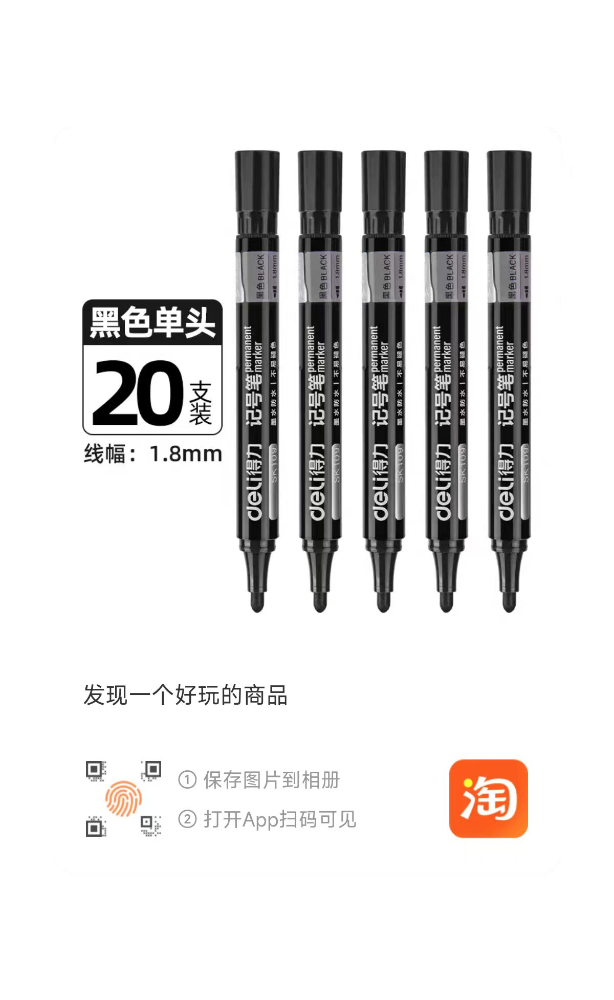 黑色单头
20
支装
线幅：1.8mm
黑色 BLACK
1.8mm
deli得力 记号笔 permanent marker
墨水防水 | 不易褪色
SK109
黑色 BLACK
1.8mm
deli得力 记号笔 permanent marker
墨水防水 | 不易褪色
SK109
黑色 BLACK
1.8mm
deli得力 记号笔 permanent marker
墨水防水 | 不易褪色
SK109
黑色 BLACK
1.8mm
deli得力 记号笔 permanent marker
墨水防水 | 不易褪色
SK109
黑色 BLACK
1.8mm
deli得力 记号笔 permanent marker
墨水防水 | 不易褪色
SK109
发现一个好玩的商品
① 保存图片到相册
② 打开App扫码可见
淘